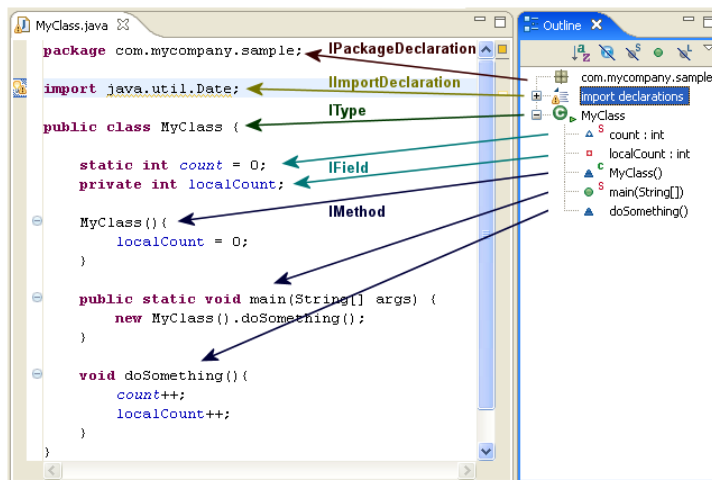 MyClass.java
package com.mycompany.sample;
import java.util.Date;
public class MyClass {
static int count = 0;
private int localCount;
MyClass(){
localCount = 0;
}
public static void main(String[] args) {
new MyClass().doSomething();
}
void doSomething(){
count++;
localCount++;
}
}
IPackageDeclaration
IImportDeclaration
IType
IField
IMethod
Outline
a z S L
com.mycompany.sample
import declarations
C MyClass
S count : int
localCount : int
C MyClass()
S main(String[])
doSomething()